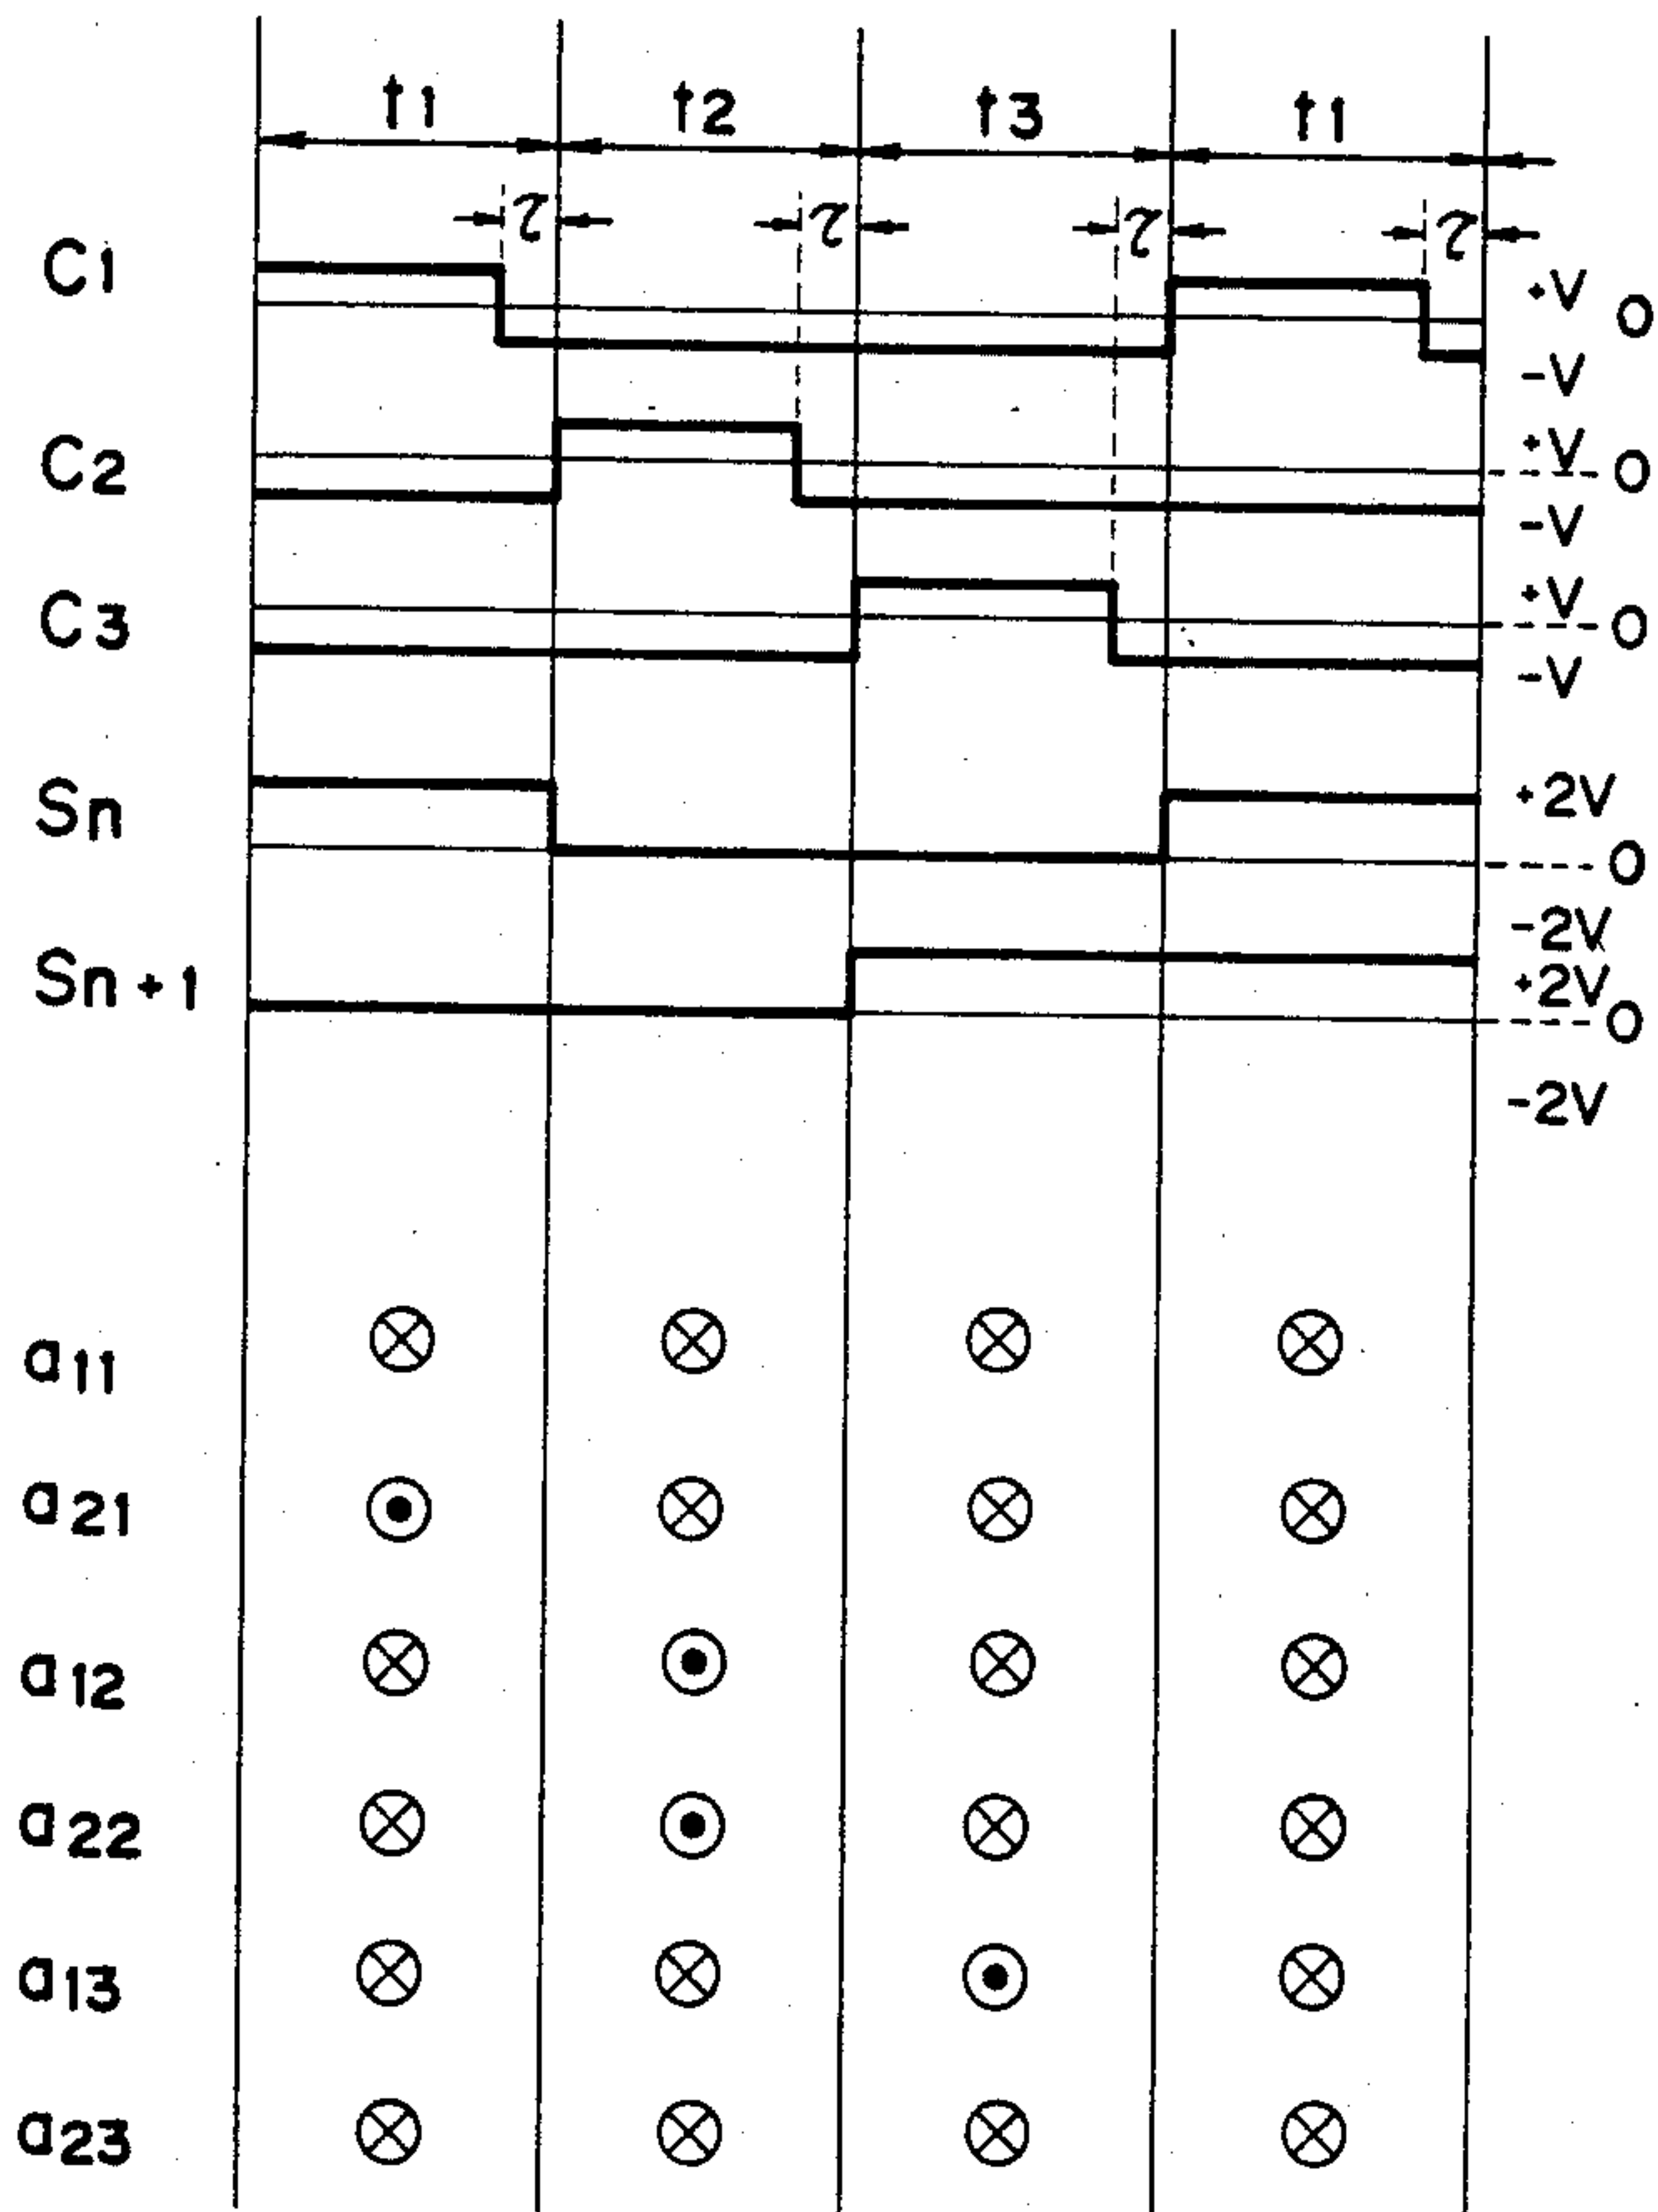 t1 t2 t3 t1
τ τ τ τ
C1 +V 0 -V
C2 +V 0 -V
C3 +V 0 -V
Sn +2V 0 -2V
Sn+1 +2V 0 -2V
a11
a21
a12
a22
a13
a23